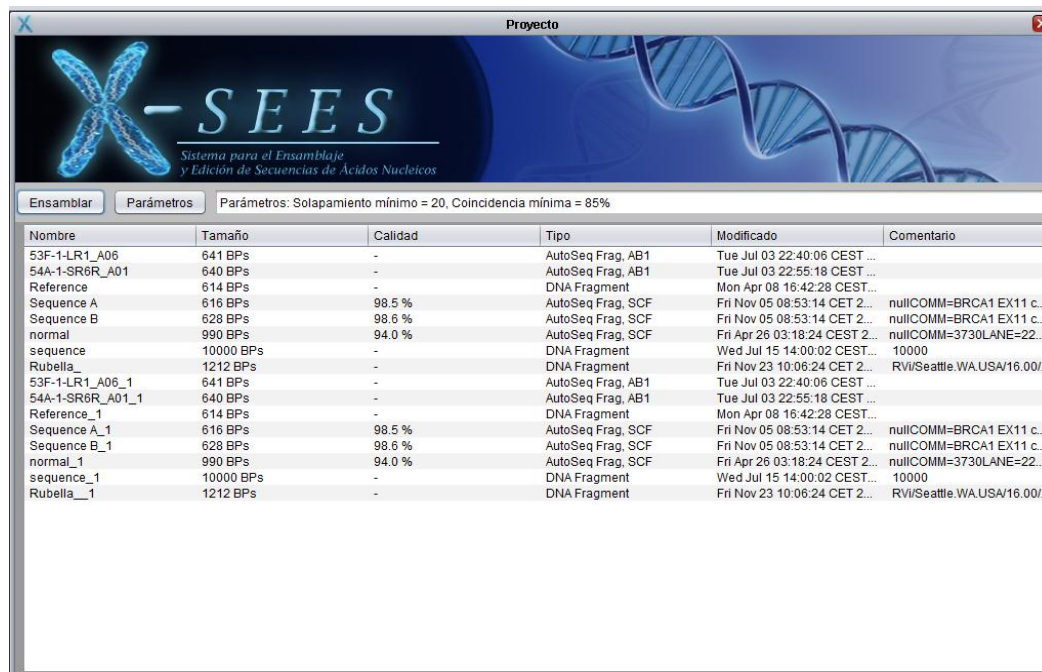 Proyecto
X-SEES
Sistema para el Ensamblaje
y Edición de Secuencias de Ácidos Nucleicos
Ensamblar Parámetros Parámetros: Solapamiento mínimo = 20, Coincidencia mínima = 85%
Nombre Tamaño Calidad Tipo Modificado Comentario
53F-1-LR1_A06 641 BPs - AutoSeq Frag, AB1 Tue Jul 03 22:40:06 CEST ...
54A-1-SR6R_A01 640 BPs - AutoSeq Frag, AB1 Tue Jul 03 22:55:18 CEST ...
Reference 614 BPs - DNA Fragment Mon Apr 08 16:42:28 CEST...
Sequence A 616 BPs 98.5 % AutoSeq Frag, SCF Fri Nov 05 08:53:14 CET 2... nullCOMM=BRCA1 EX11 c..
Sequence B 628 BPs 98.6 % AutoSeq Frag, SCF Fri Nov 05 08:53:14 CET 2... nullCOMM=BRCA1 EX11 c..
normal 990 BPs 94.0 % AutoSeq Frag, SCF Fri Apr 26 03:18:24 CEST 2... nullCOMM=3730LANE=22..
sequence 10000 BPs - DNA Fragment Wed Jul 15 14:00:02 CEST... 10000
Rubella_ 1212 BPs - DNA Fragment Fri Nov 23 10:06:24 CET 2... RVi/Seattle.WA.USA/16.00/.
53F-1-LR1_A06_1 641 BPs - AutoSeq Frag, AB1 Tue Jul 03 22:40:06 CEST ...
54A-1-SR6R_A01_1 640 BPs - AutoSeq Frag, AB1 Tue Jul 03 22:55:18 CEST ...
Reference_1 614 BPs - DNA Fragment Mon Apr 08 16:42:28 CEST...
Sequence A_1 616 BPs 98.5 % AutoSeq Frag, SCF Fri Nov 05 08:53:14 CET 2... nullCOMM=BRCA1 EX11 c..
Sequence B_1 628 BPs 98.6 % AutoSeq Frag, SCF Fri Nov 05 08:53:14 CET 2... nullCOMM=BRCA1 EX11 c..
normal_1 990 BPs 94.0 % AutoSeq Frag, SCF Fri Apr 26 03:18:24 CEST 2... nullCOMM=3730LANE=22..
sequence_1 10000 BPs - DNA Fragment Wed Jul 15 14:00:02 CEST... 10000
Rubella__1 1212 BPs - DNA Fragment Fri Nov 23 10:06:24 CET 2... RVi/Seattle.WA.USA/16.00/.